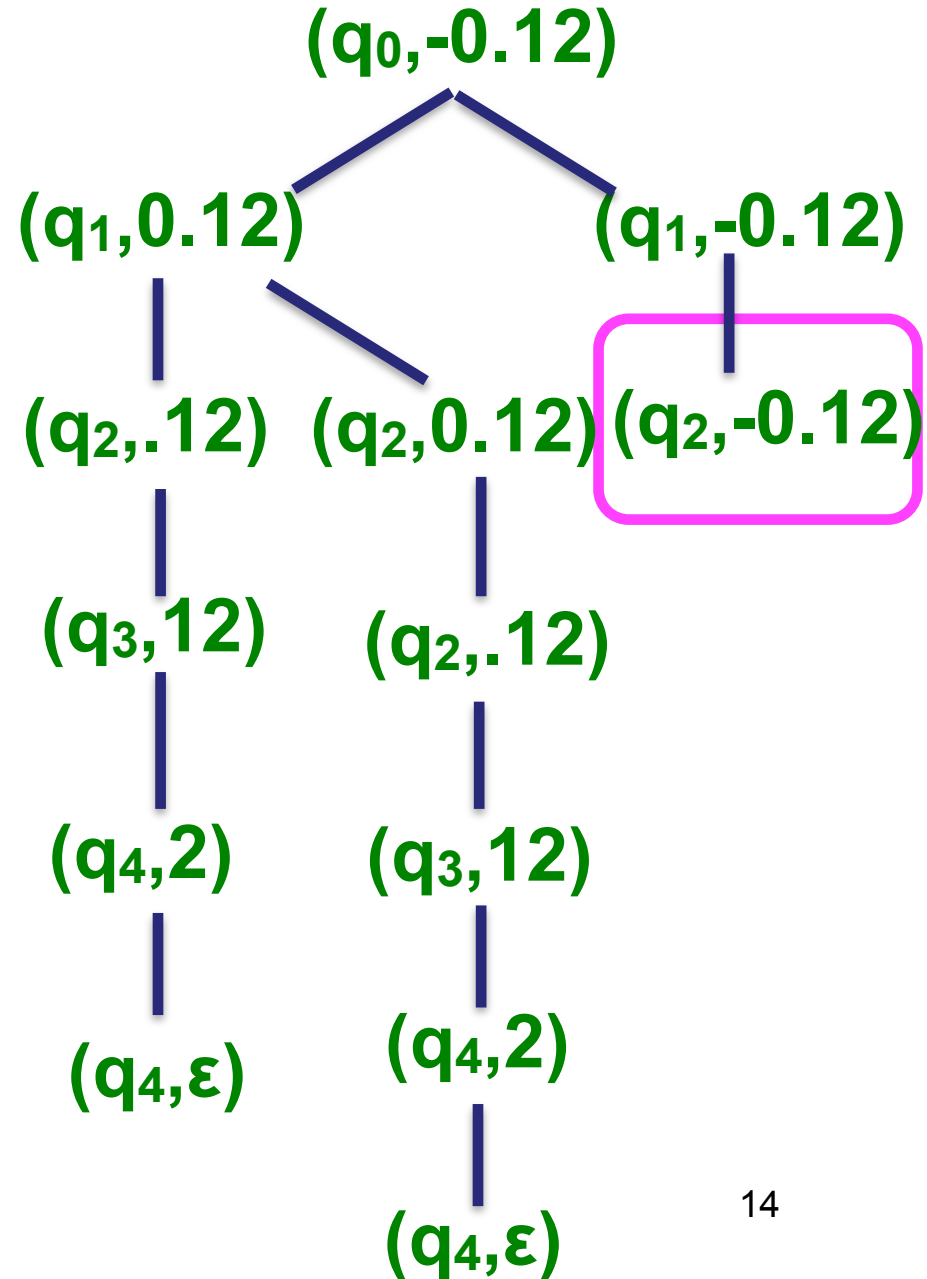 (q₀,-0.12)
(q₁,0.12) (q₁,-0.12)
(q₂,.12) (q₂,0.12) (q₂,-0.12)
(q₃,12) (q₂,.12)
(q₄,2) (q₃,12)
(q₄,ε) (q₄,2)
14
(q₄,ε)